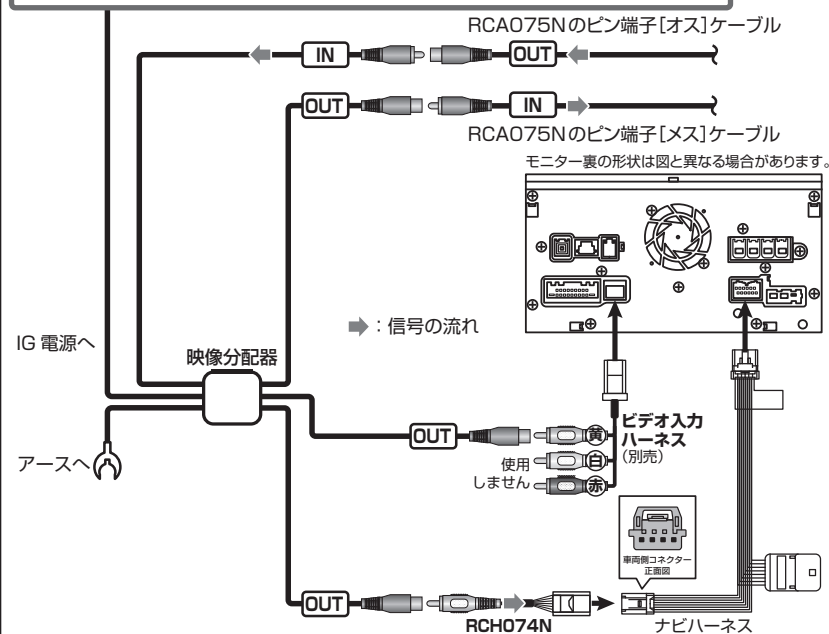 RCA075Nのピン端子[オス]ケーブル
IN
OUT
OUT
IN
RCA075Nのピン端子[メス]ケーブル
モニター裏の形状は図と異なる場合があります。
：信号の流れ
IG 電源へ
映像分配器
アースへ
OUT
黄
ビデオ入力
ハーネス
（別売）
白
使用
しません
赤
車両側コネクター
正面図
OUT
RCH074N
ナビハーネス